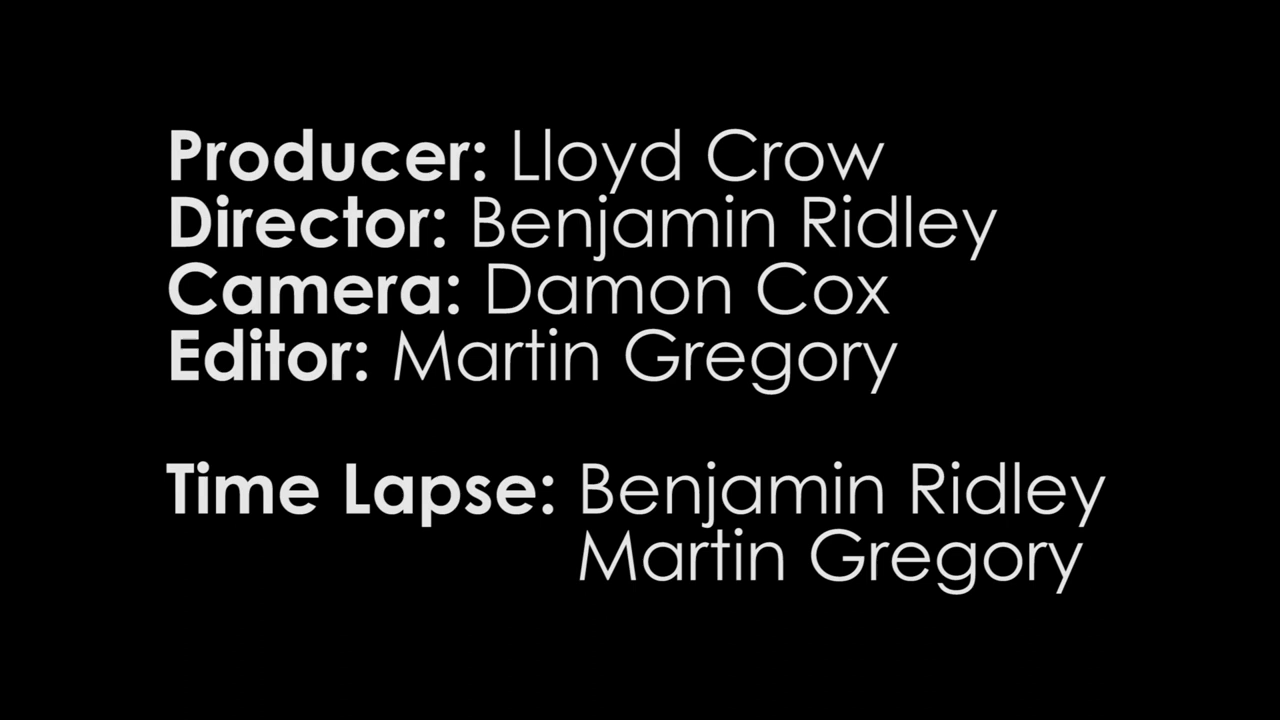 Producer: Lloyd Crow
Director: Benjamin Ridley
Camera: Damon Cox
Editor: Martin Gregory
Time Lapse: Benjamin Ridley
Martin Gregory